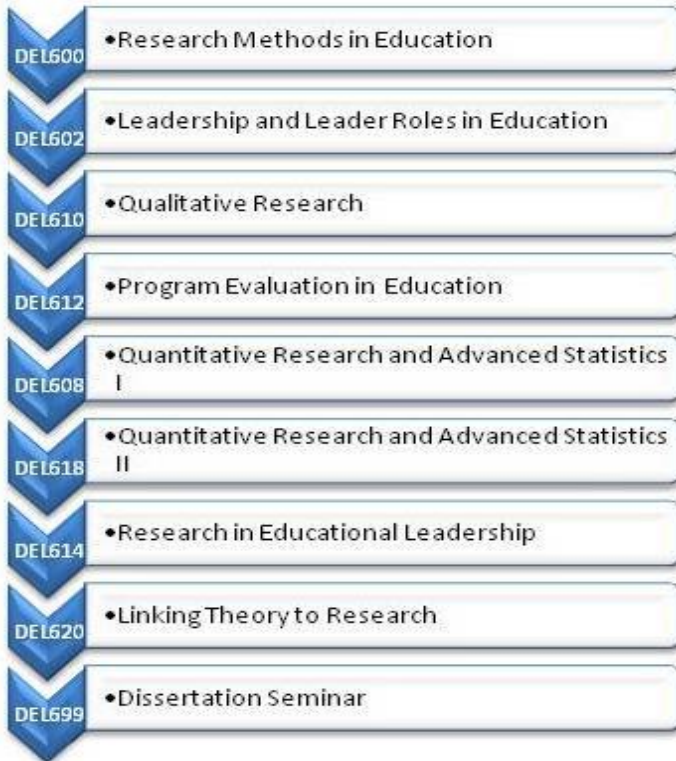 DEL600
•Research Methods in Education
DEL602
•Leadership and Leader Roles in Education
DEL610
•Qualitative Research
DEL612
•Program Evaluation in Education
DEL608
•Quantitative Research and Advanced Statistics
I
DEL618
•Quantitative Research and Advanced Statistics
II
DEL614
•Research in Educational Leadership
DEL620
•Linking Theory to Research
DEL699
•Dissertation Seminar